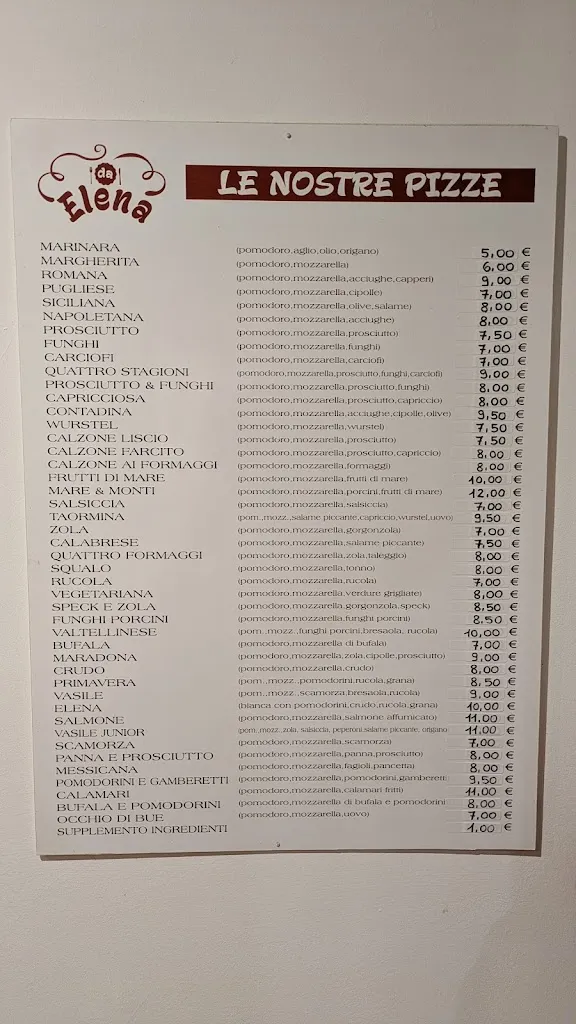 da
Elena
LE NOSTRE PIZZE
MARINARA (pomodoro,aglio,olio,origano) 5,00 €
MARGHERITA (pomodoro,mozzarella) 6,00 €
ROMANA (pomodoro,mozzarella,acciughe,capperi) 9,00 €
PUGLIESE (pomodoro,mozzarella,cipolle) 7,00 €
SICILIANA (pomodoro,mozzarella,olive,salame) 8,00 €
NAPOLETANA (pomodoro,mozzarella,acciughe) 8,00 €
PROSCIUTTO (pomodoro,mozzarella,prosciutto) 7,50 €
FUNGHI (pomodoro,mozzarella,funghi) 7,00 €
CARCIOFI (pomodoro,mozzarella,carciofi) 7,00 €
QUATTRO STAGIONI (pomodoro,mozzarella,prosciutto,funghi,carciofi) 9,00 €
PROSCIUTTO & FUNGHI (pomodoro,mozzarella,prosciutto,funghi) 8,00 €
CAPRICCIOSA (pomodoro,mozzarella,prosciutto,capriccio) 8,00 €
CONTADINA (pomodoro,mozzarella,acciughe,cipolle,olive) 9,50 €
WURSTEL (pomodoro,mozzarella,wurstel) 7,50 €
CALZONE LISCIO (pomodoro,mozzarella,prosciutto) 7,50 €
CALZONE FARCITO (pomodoro,mozzarella,prosciutto,capriccio) 8,00 €
CALZONE AI FORMAGGI (pomodoro,mozzarella,formaggi) 8,00 €
FRUTTI DI MARE (pomodoro,mozzarella,frutti di mare) 10,00 €
MARE & MONTI (pomodoro,mozzarella,porcini,frutti di mare) 12,00 €
SALSICCIA (pomodoro,mozzarella,salsiccia) 7,00 €
TAORMINA (pom.,mozz.,salame piccante,capriccio,wurstel,uovo) 9,50 €
ZOLA (pomodoro,mozzarella,gorgonzola) 7,00 €
CALABRESE (pomodoro,mozzarella,salame piccante) 7,50 €
QUATTRO FORMAGGI (pomodoro,mozzarella,zola,taleggio) 8,00 €
SQUALO (pomodoro,mozzarella,tonno) 8,00 €
RUCOLA (pomodoro,mozzarella,rucola) 7,00 €
VEGETARIANA (pomodoro,mozzarella,verdure grigliate) 8,00 €
SPECK E ZOLA (pomodoro,mozzarella,gorgonzola,speck) 8,50 €
FUNGHI PORCINI (pomodoro,mozzarella,funghi porcini) 8,50 €
VALTELLINESE (pom..,mozz..,funghi porcini,bresaola, rucola) 10,00 €
BUFALA (pomodoro,mozzarella di bufala) 7,00 €
MARADONA (pomodoro,mozzarella,zola,cipolle,prosciutto) 9,00 €
CRUDO (pomodoro,mozzarella,crudo) 8,00 €
PRIMAVERA (pom..,mozz..,pomodorini,rucola,grana) 8,50 €
VASILE (pom..,mozz..,scamorza,bresaola,rucola) 9,00 €
ELENA (bianca con pomodorini,crudo,rucola,grana) 10,00 €
SALMONE (pomodoro,mozzarella,salmone affumicato) 11,00 €
VASILE JUNIOR (pom, mozz., zola, salsiccia, peperoni,salame piccante, origano) 11,00 €
SCAMORZA (pomodoro,mozzarella,scamorza) 7,00 €
PANNA E PROSCIUTTO (pomodoro,mozzarella,panna,prosciutto) 8,00 €
MESSICANA (pomodoro,mozzarella,fagioli,pancetta) 8,00 €
POMODORINI E GAMBERETTI (pomodoro,mozzarella,pomodorini,gamberetti) 9,50 €
CALAMARI (pomodoro,mozzarella,calamari fritti) 11,00 €
BUFALA E POMODORINI (pomodoro,mozzarella di bufala e pomodorini 8,00 €
OCCHIO DI BUE (pomodoro,mozzarella,uovo) 7,00 €
SUPPLEMENTO INGREDIENTI 1,00 €